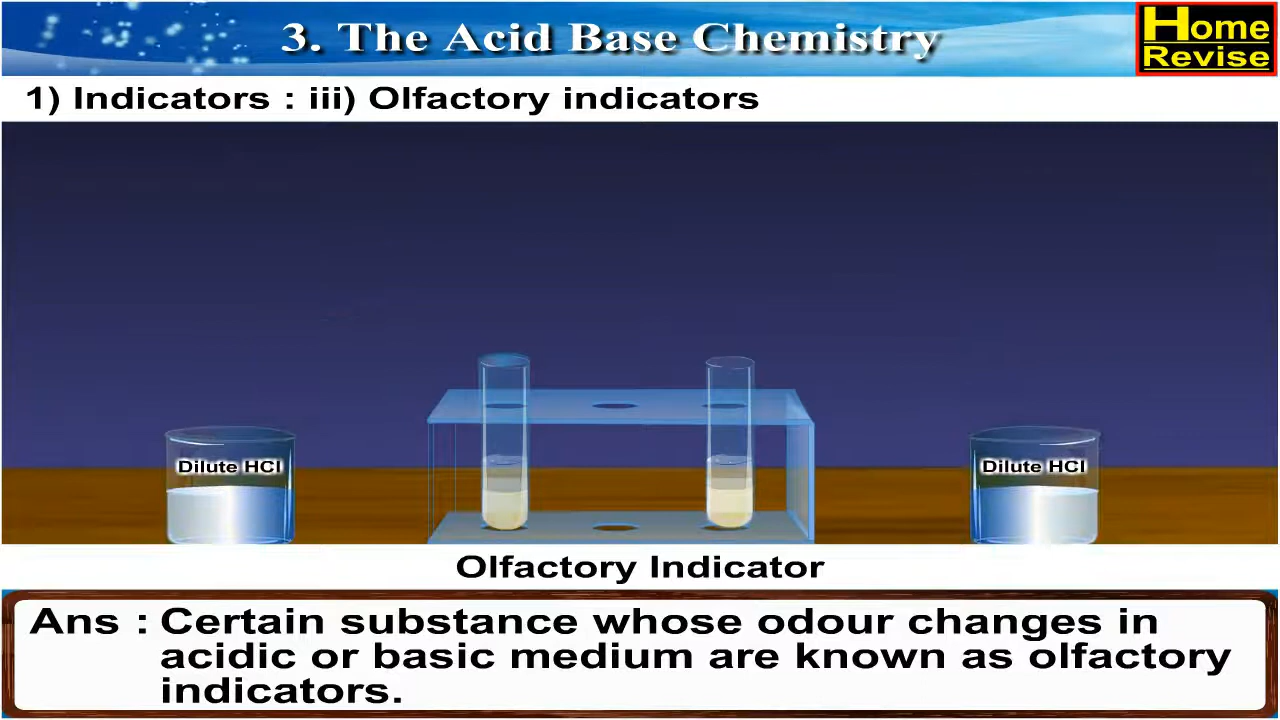 3. The Acid Base Chemistry
Home
Revise
1) Indicators : iii) Olfactory indicators
Dilute HCl
Dilute HCl
Olfactory Indicator
Ans : Certain substance whose odour changes in
acidic or basic medium are known as olfactory
indicators.